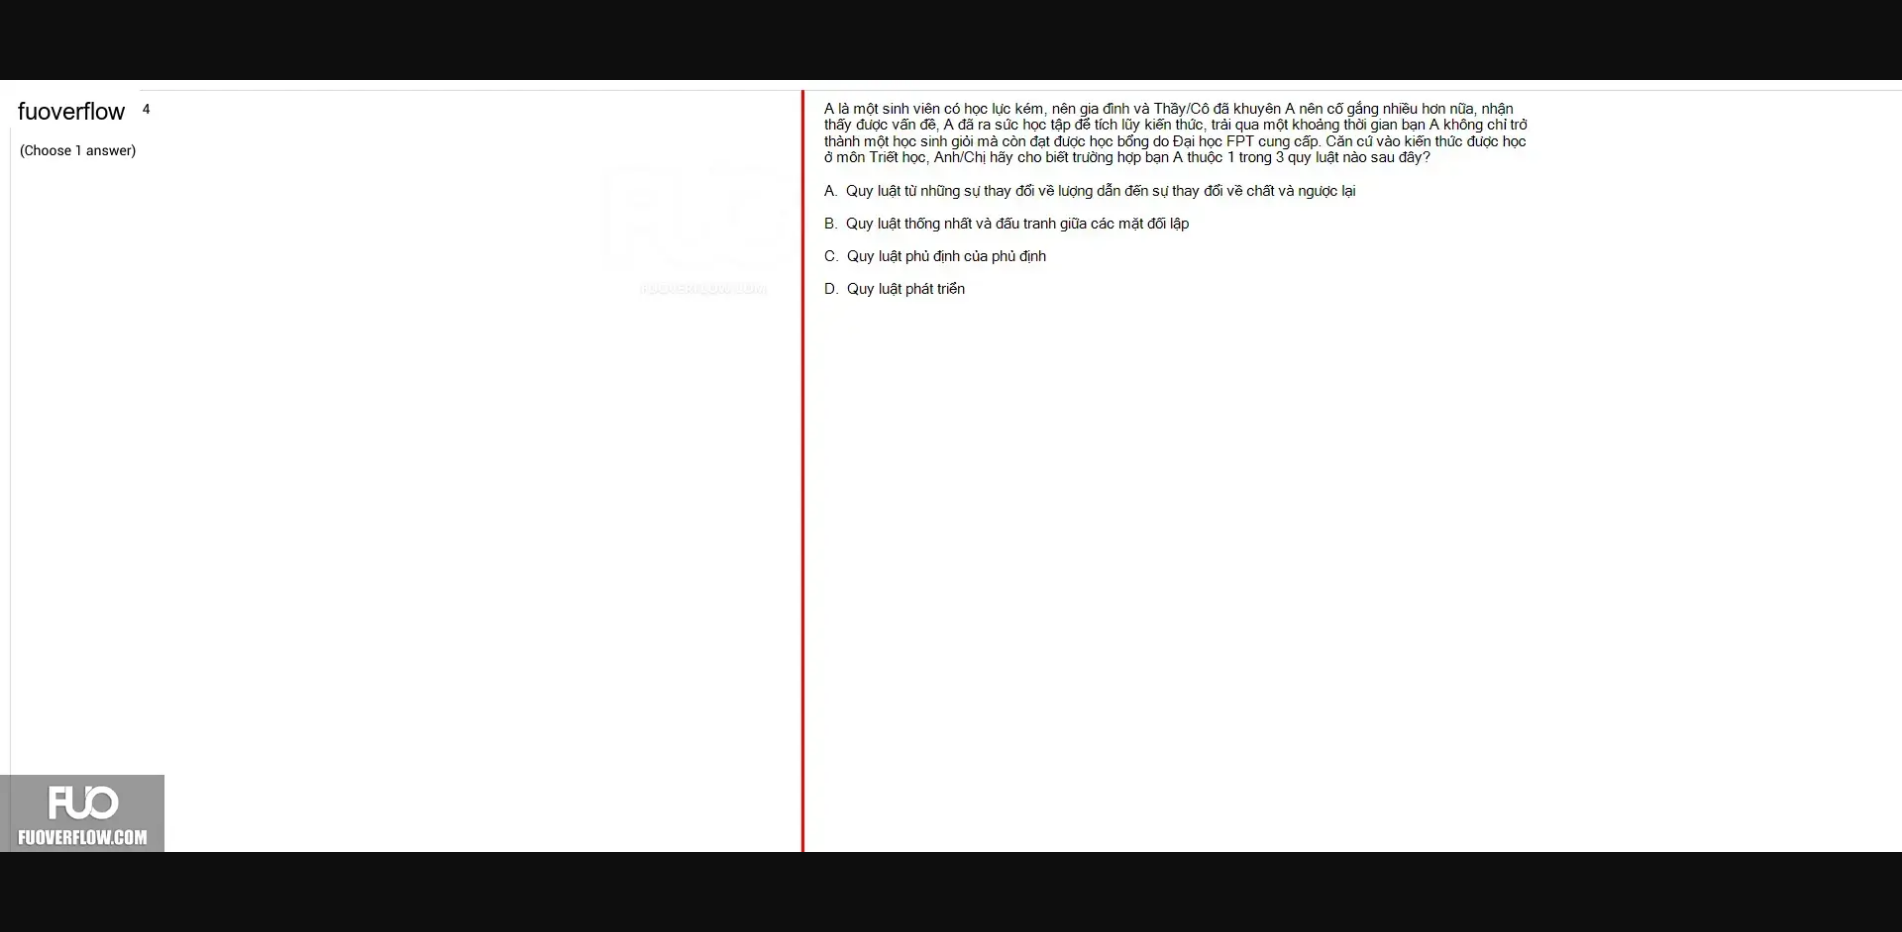 fuoverflow 4
(Choose 1 answer)
A là một sinh viên có học lực kém, nên gia đình và Thầy/Cô đã khuyên A nên cố gắng nhiều hơn nữa, nhận
thấy được vấn đề, A đã ra sức học tập để tích lũy kiến thức, trải qua một khoảng thời gian bạn A không chỉ trở
thành một học sinh giỏi mà còn đạt được học bổng do Đại học FPT cung cấp. Căn cứ vào kiến thức được học
ở môn Triết học, Anh/Chị hãy cho biết trường hợp bạn A thuộc 1 trong 3 quy luật nào sau đây?
A. Quy luật từ những sự thay đổi về lượng dẫn đến sự thay đổi về chất và ngược lại
B. Quy luật thống nhất và đấu tranh giữa các mặt đối lập
C. Quy luật phủ định của phủ định
D. Quy luật phát triển
FUO
FUOVERFLOW.COM
FUO
FUOVERFLOW.COM